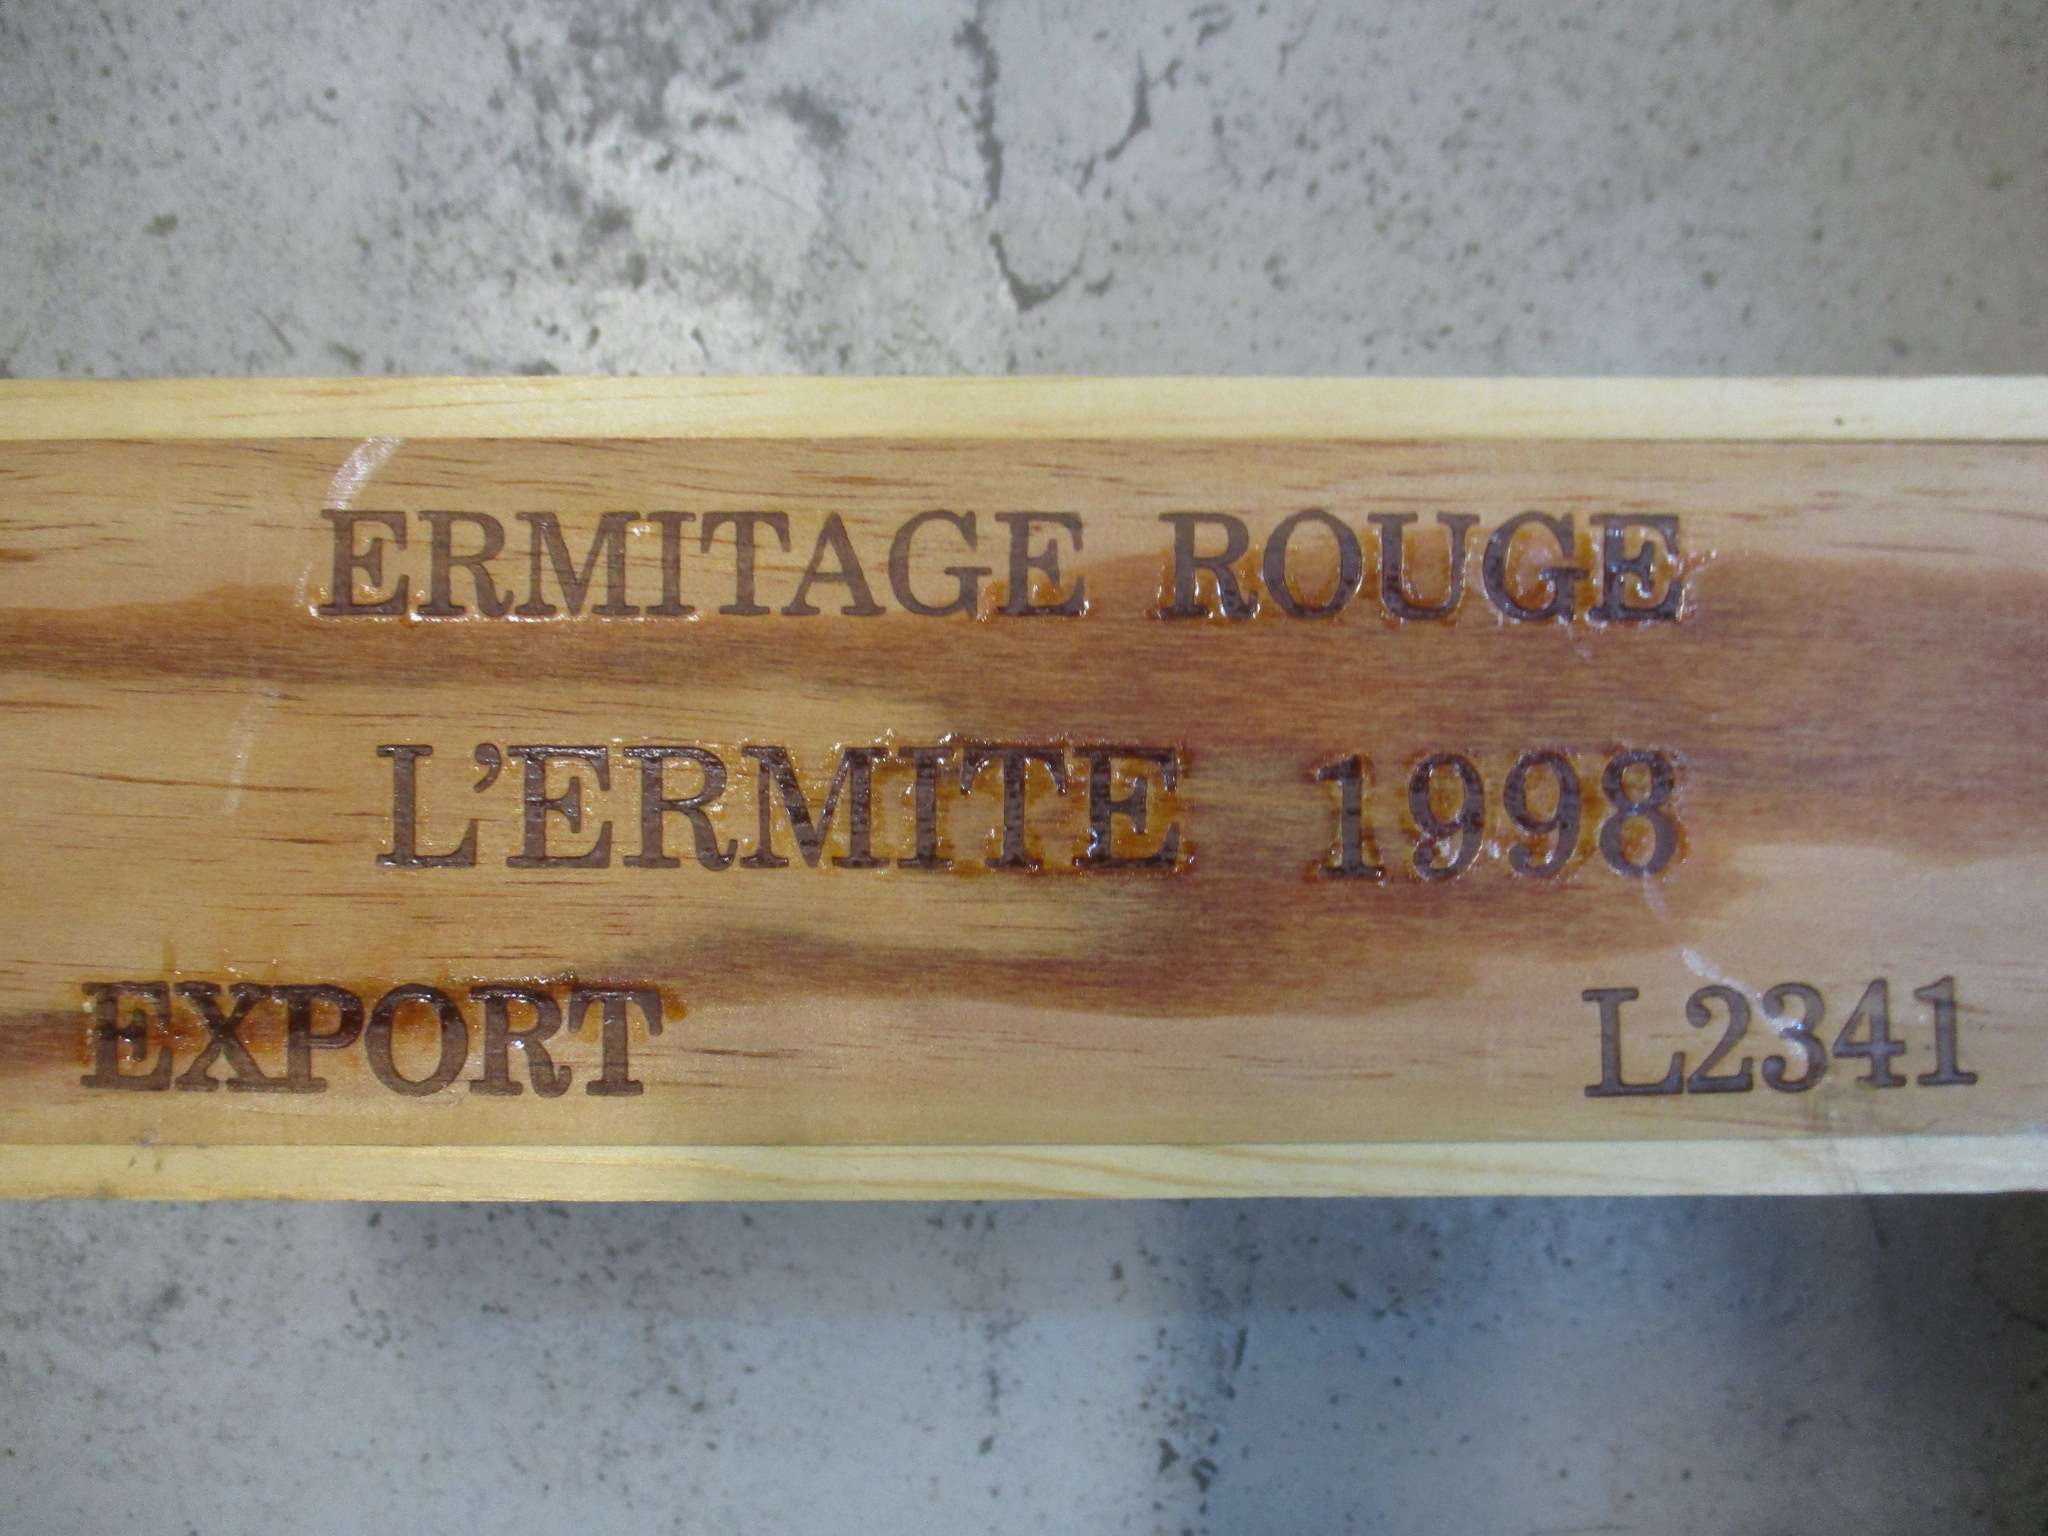 ERMITAGE ROUGE
L'ERMITE 1998
EXPORT L2341